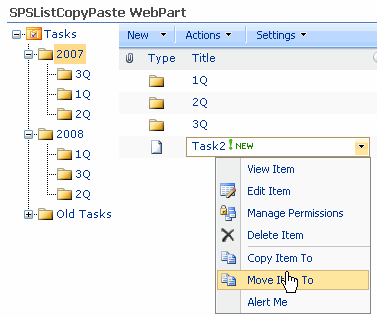 SPSListCopyPaste WebPart
Tasks
2007
3Q
1Q
2Q
2008
1Q
3Q
2Q
Old Tasks
New Actions Settings
Type Title
1Q
2Q
3Q
Task2 ! NEW
View Item
Edit Item
Manage Permissions
Delete Item
Copy Item To
Move Item To
Alert Me